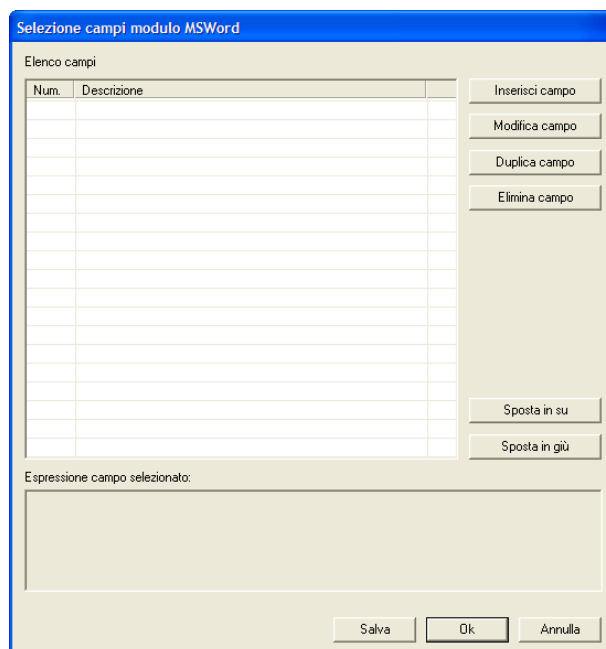 Selezione campi modulo MSWord
Elenco campi
Num. Descrizione
Inserisci campo
Modifica campo
Duplica campo
Elimina campo
Sposta in su
Sposta in giù
Espressione campo selezionato:
Salva Ok Annulla